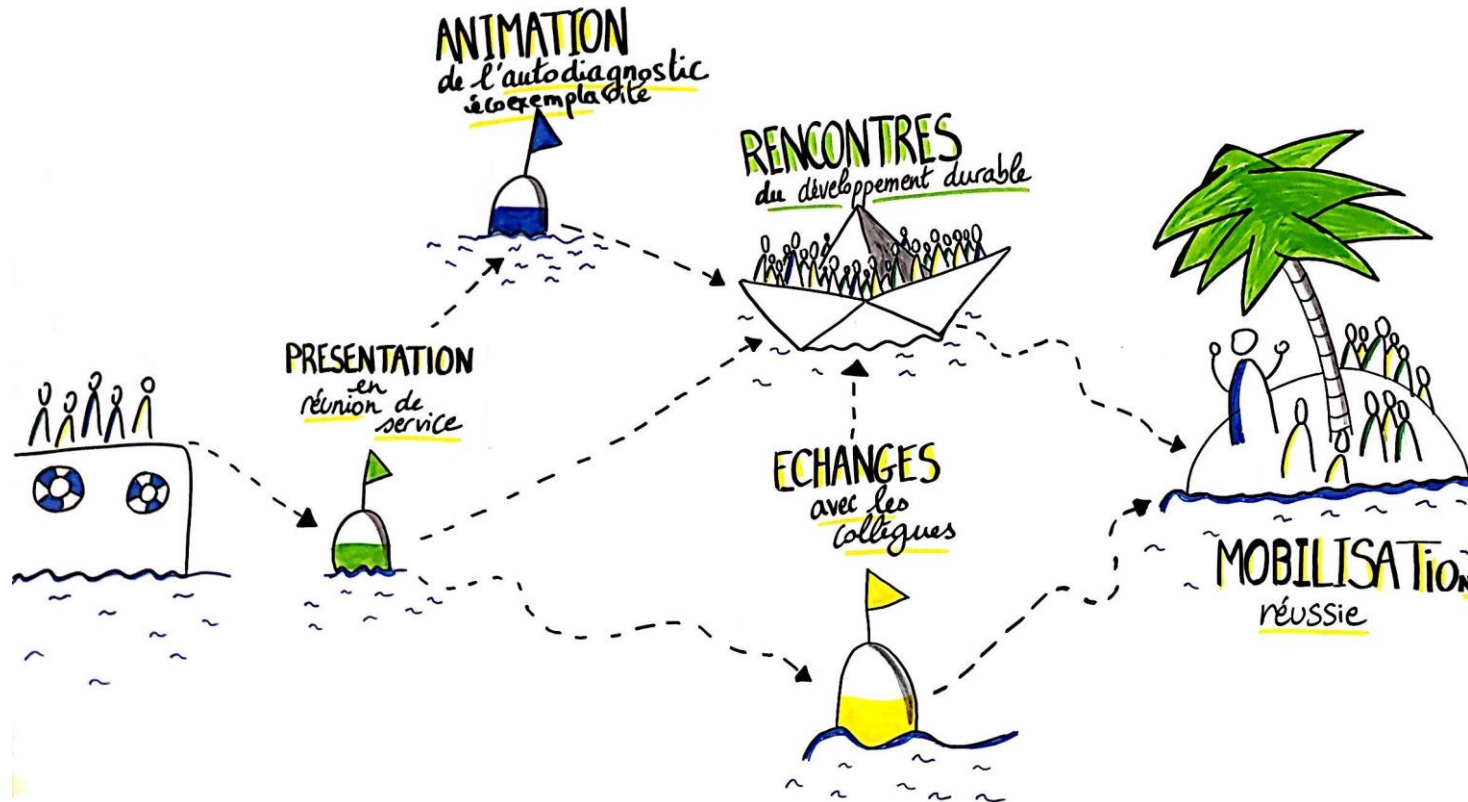 ANIMATION
de l'autodiagnostic
écoexemplarité
RENCONTRES
du développement durable
PRESENTATION
en
réunion de
service
ECHANGES
avec les
collègues
MOBILISATION
réussie